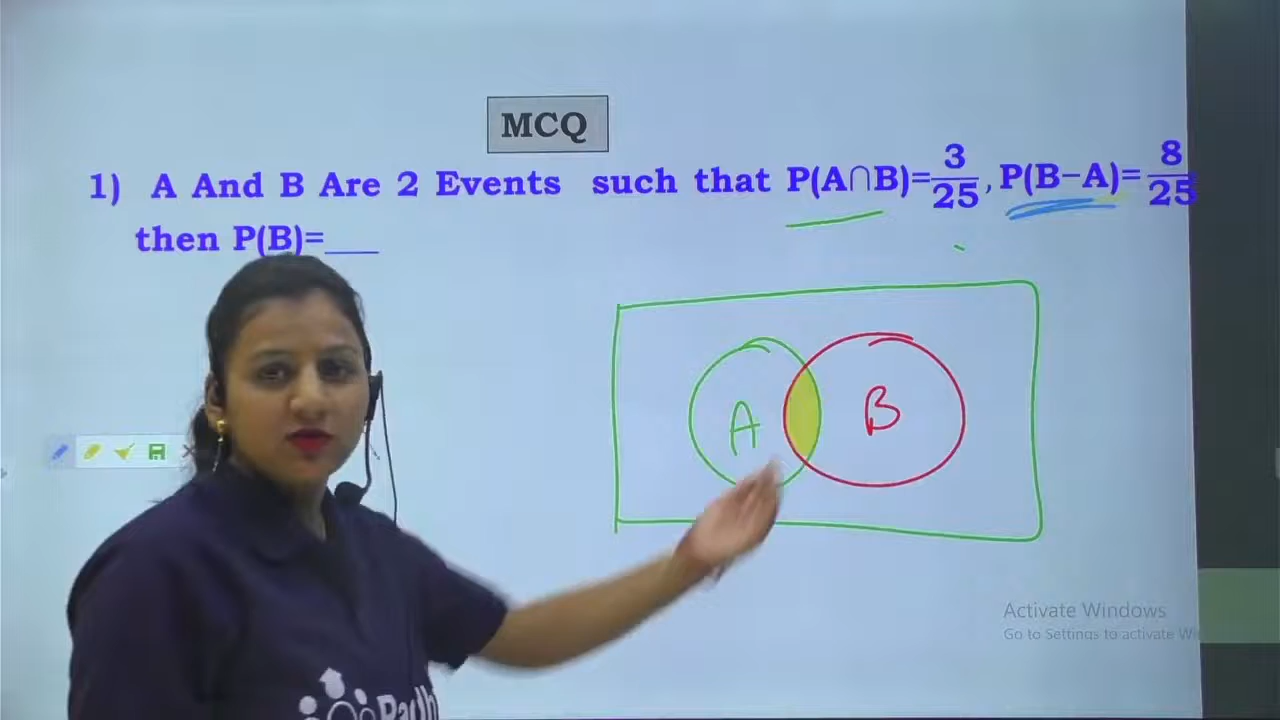 MCQ
1) A And B Are 2 Events such that P(A∩B)=3/25, P(B−A)=8/25
then P(B)=___
A
B
Activate Windows
Go to Settings to activate